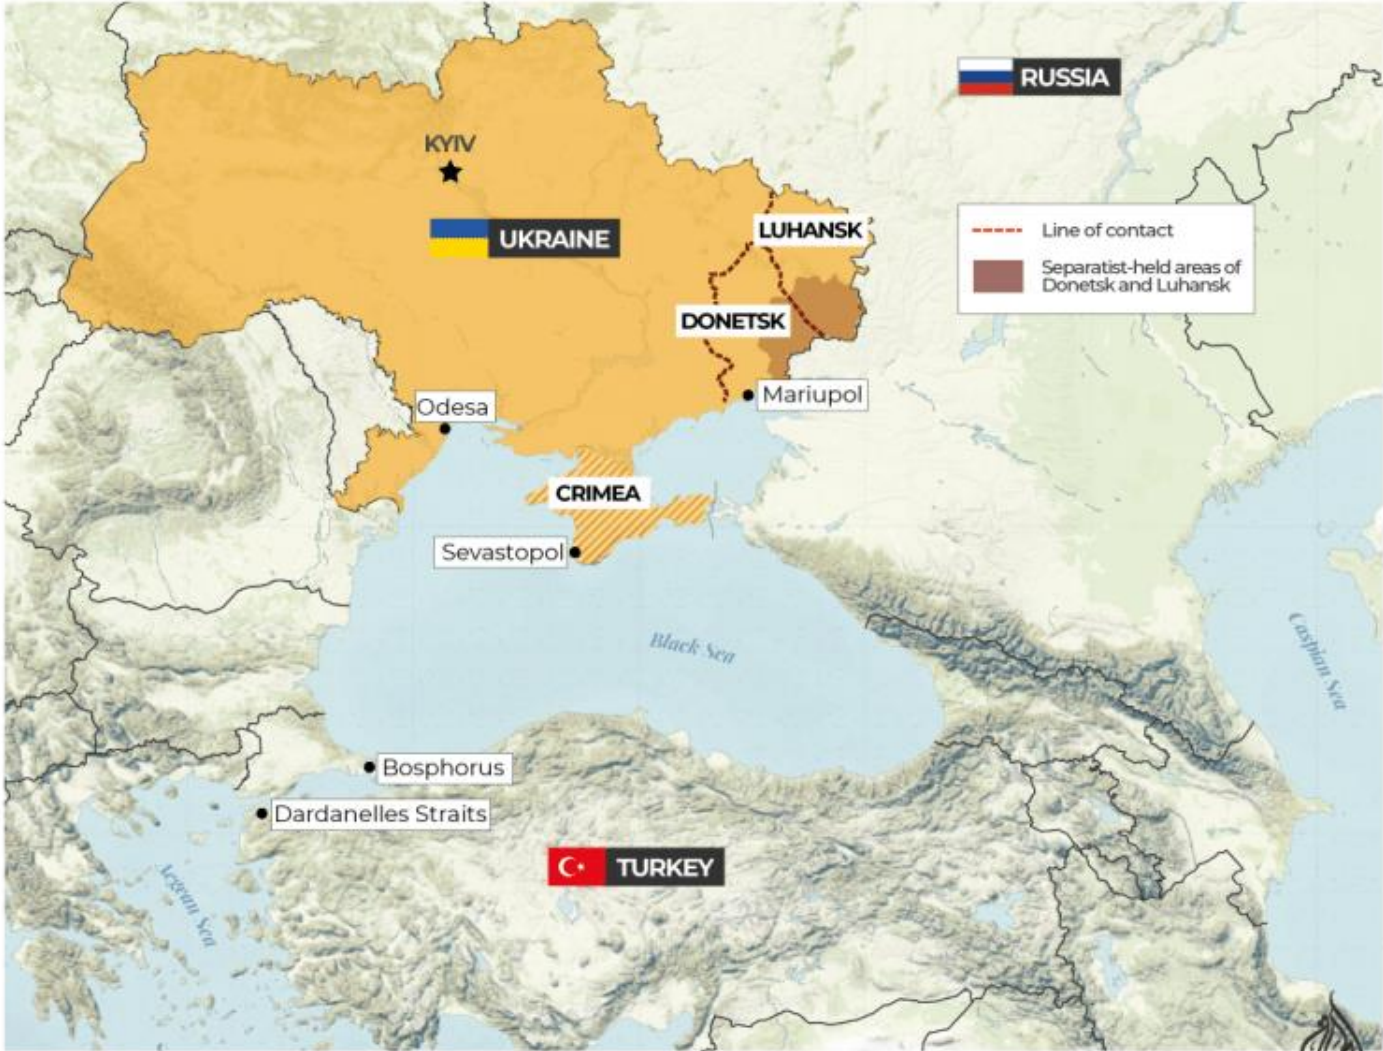 RUSSIA
KYIV
UKRAINE
LUHANSK
Line of contact
Separatist-held areas of
Donetsk and Luhansk
DONETSK
Mariupol
Odesa
CRIMEA
Sevastopol
Black Sea
Caspian Sea
Bosphorus
Dardanelles Straits
TURKEY
Aegean Sea